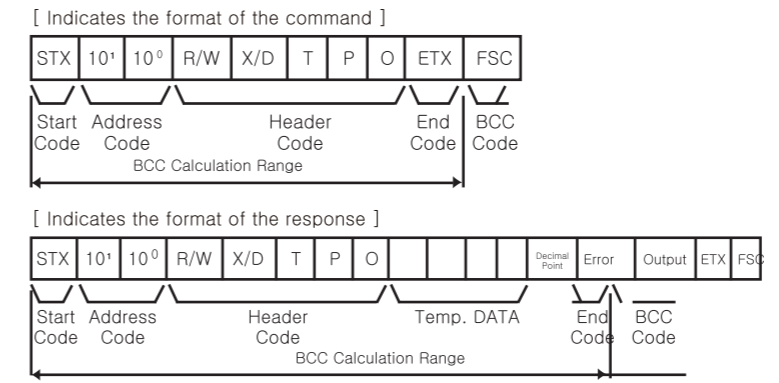 [ Indicates the format of the command ]
STX 10¹ 10⁰ R/W X/D T P O ETX FSC
Start Address Header End BCC
Code Code Code Code Code
BCC Calculation Range
[ Indicates the format of the response ]
STX 10¹ 10⁰ R/W X/D T P O Decimal Point Error Output ETX FSC
Start Address Header Temp. DATA End BCC
Code Code Code Code Code
BCC Calculation Range